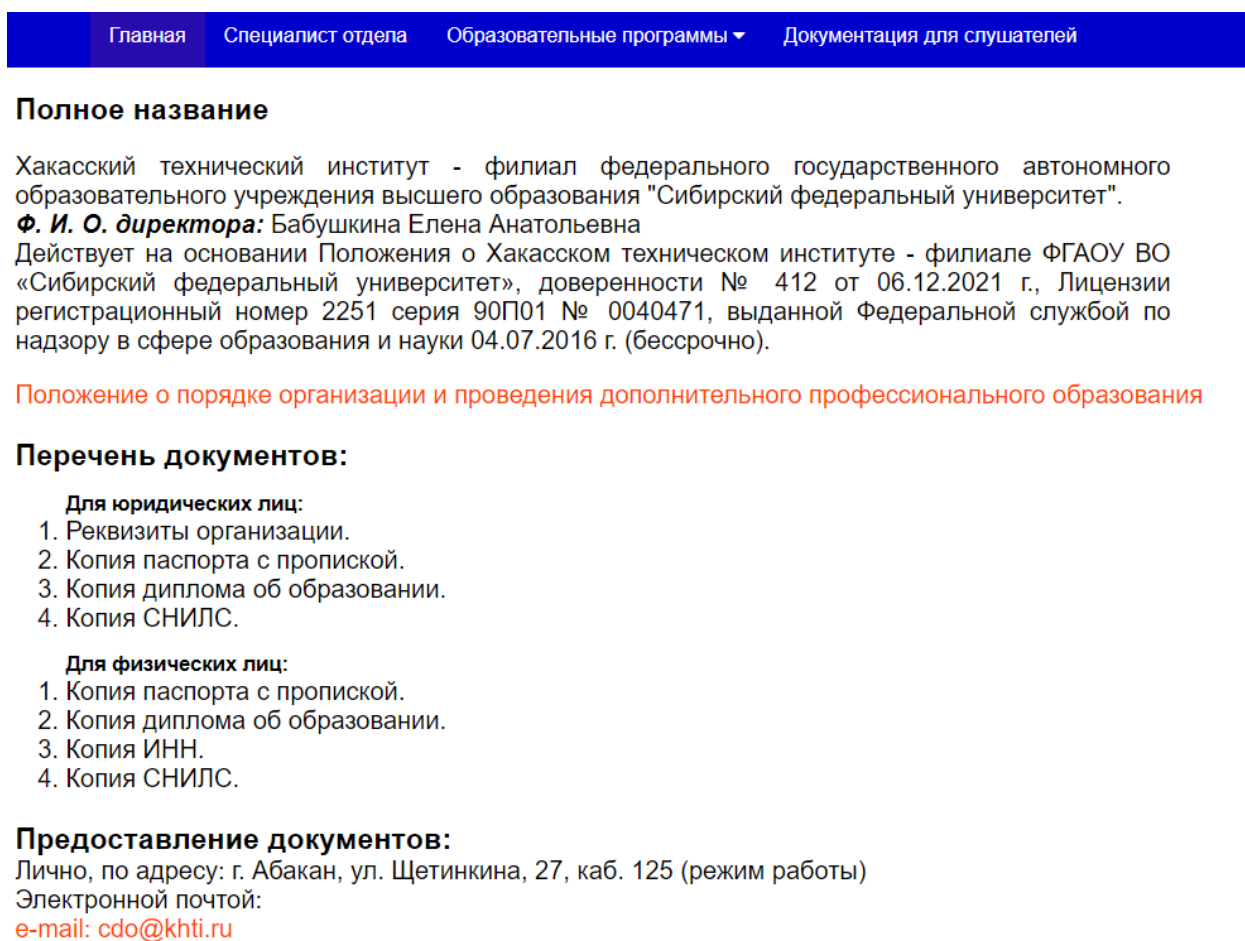 Главная Специалист отдела Образовательные программы Документация для слушателей
Полное название
Хакасский технический институт - филиал федерального государственного автономного
образовательного учреждения высшего образования "Сибирский федеральный университет".
Ф. И. О. директора: Бабушкина Елена Анатольевна
Действует на основании Положения о Хакасском техническом институте - филиале ФГАОУ ВО
«Сибирский федеральный университет», доверенности № 412 от 06.12.2021 г., Лицензии
регистрационный номер 2251 серия 90П01 № 0040471, выданной Федеральной службой по
надзору в сфере образования и науки 04.07.2016 г. (бессрочно).
Положение о порядке организации и проведения дополнительного профессионального образования
Перечень документов:
Для юридических лиц:
1. Реквизиты организации.
2. Копия паспорта с пропиской.
3. Копия диплома об образовании.
4. Копия СНИЛС.
Для физических лиц:
1. Копия паспорта с пропиской.
2. Копия диплома об образовании.
3. Копия ИНН.
4. Копия СНИЛС.
Предоставление документов:
Лично, по адресу: г. Абакан, ул. Щетинкина, 27, каб. 125 (режим работы)
Электронной почтой:
e-mail: cdo@khti.ru